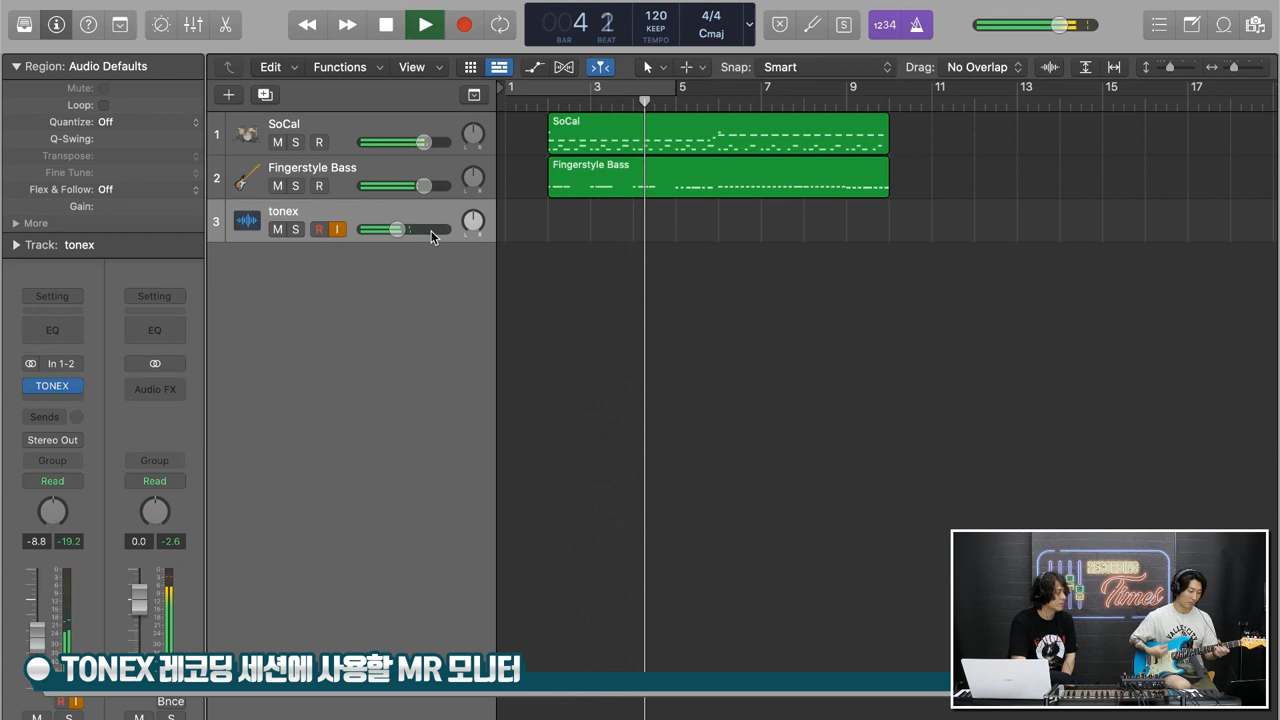 4 2
BAR BEAT
120
KEEP
TEMPO
4/4
Cmaj
1234
Region: Audio Defaults
Mute:
Loop:
Quantize: Off
Q-Swing:
Transpose:
Fine Tune:
Flex & Follow: Off
Gain:
More
Track: tonex
Edit Functions View
Snap: Smart
Drag: No Overlap
1 3 5 7 9 11 13 15 17
1 SoCal
M S R
2 Fingerstyle Bass
M S R
3 tonex
M S R I
L R
SoCal
Fingerstyle Bass
Setting Setting
EQ EQ
In 1-2
TONEX Audio FX
Sends
Stereo Out
Group Group
Read Read
-8.8 -19.2 0.0 -2.6
R I Bnce
M S M S
RECORDING
Times
TONEX 레코딩 세션에 사용할 MR 모니터